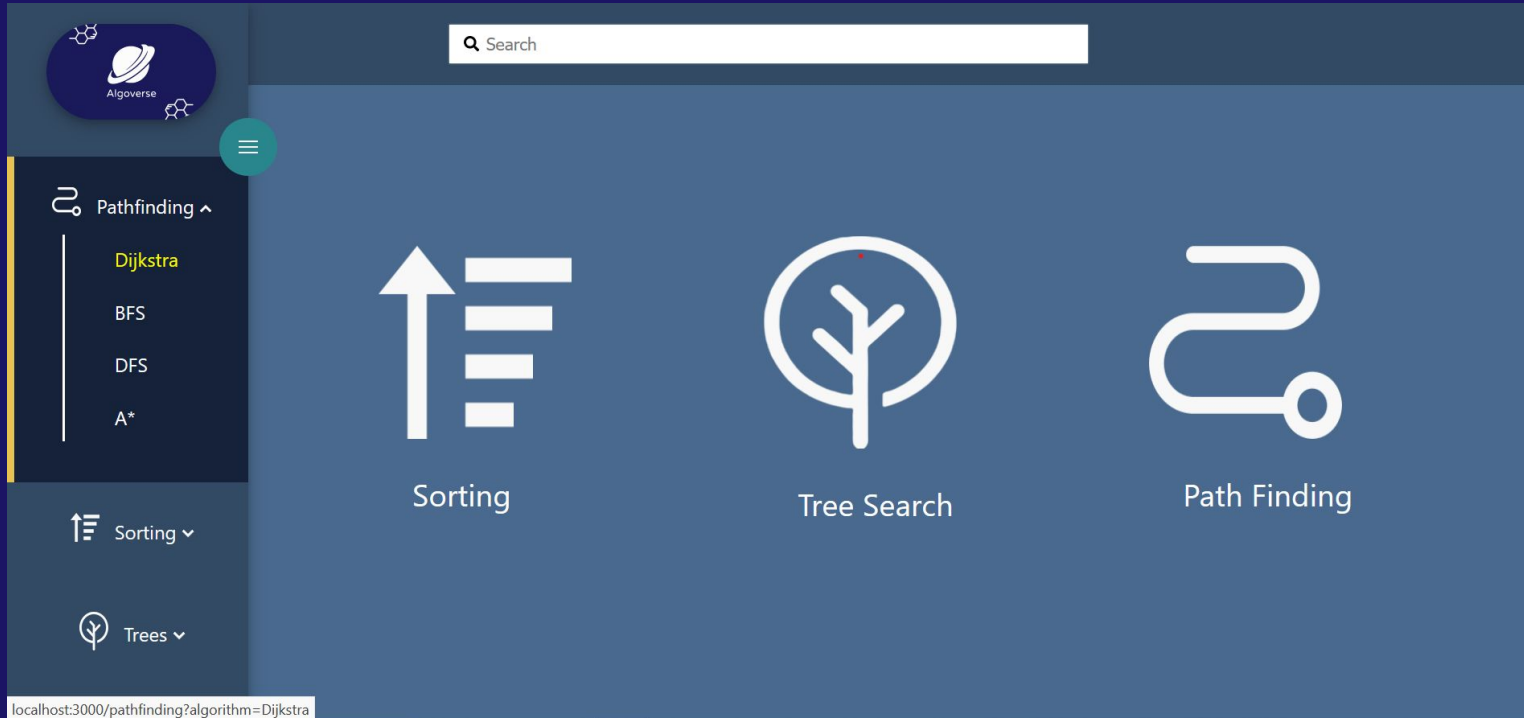 Algoverse
Search
Pathfinding
Dijkstra
BFS
DFS
A*
Sorting
Trees
Sorting
Tree Search
Path Finding
localhost:3000/pathfinding?algorithm=Dijkstra